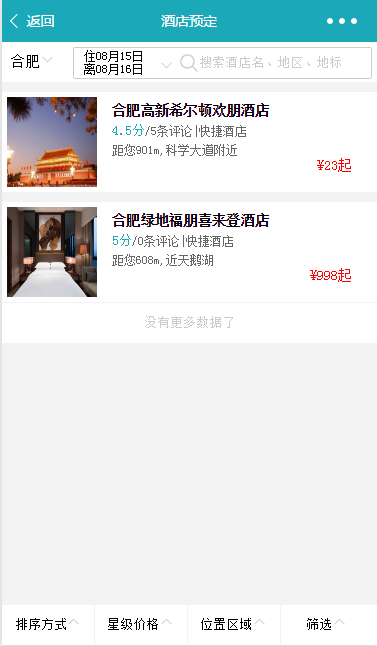 返回
酒店预定
合肥
住08月15日
离08月16日
搜索酒店名、地区、地标
合肥高新希尔顿欢朋酒店
4.5分/5条评论|快捷酒店
距您901m,科学大道附近
¥23起
合肥绿地福朋喜来登酒店
5分/0条评论|快捷酒店
距您608m,近天鹅湖
¥998起
没有更多数据了
排序方式
星级价格
位置区域
筛选